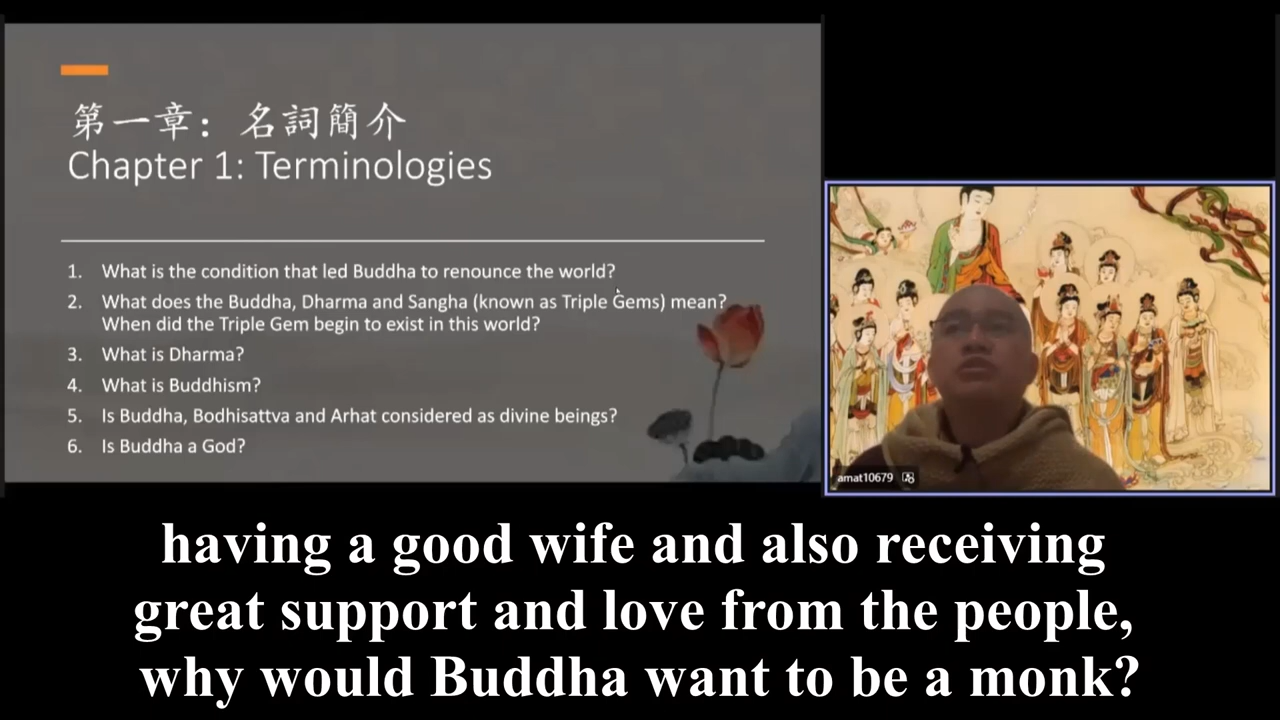 第一章：名詞簡介
Chapter 1: Terminologies
1. What is the condition that led Buddha to renounce the world?
2. What does the Buddha, Dharma and Sangha (known as Triple Gems) mean?
When did the Triple Gem begin to exist in this world?
3. What is Dharma?
4. What is Buddhism?
5. Is Buddha, Bodhisattva and Arhat considered as divine beings?
6. Is Buddha a God?
amat10679
having a good wife and also receiving
great support and love from the people,
why would Buddha want to be a monk?